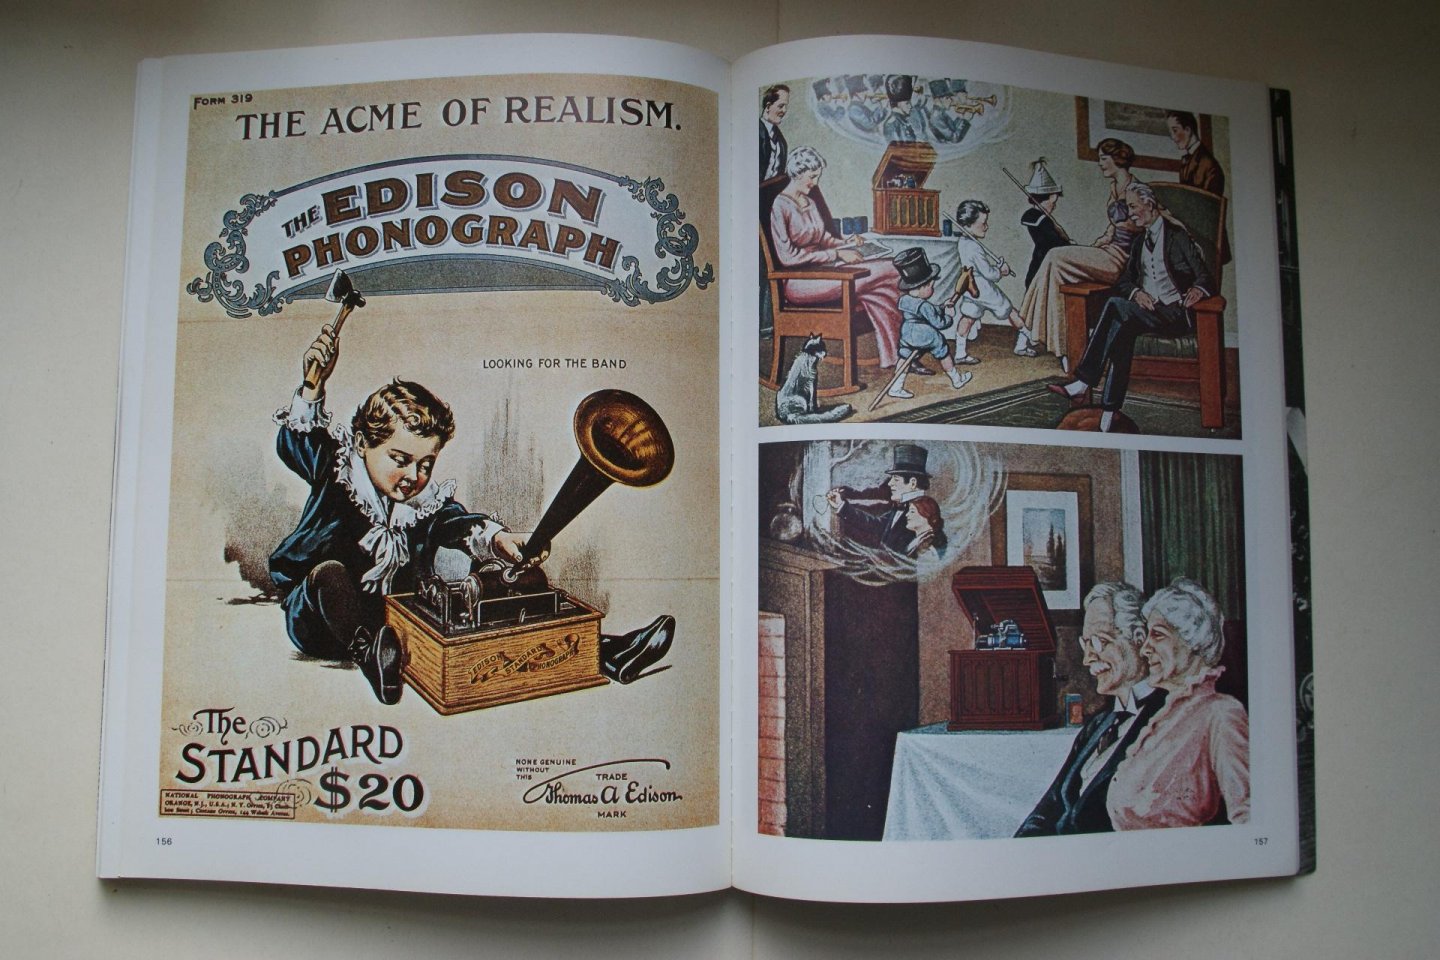 FORM 319
THE ACME OF REALISM.
THE EDISON
PHONOGRAPH
LOOKING FOR THE BAND
EDISON
STANDARD
PHONOGRAPH
The
STANDARD
$20
NONE GENUINE
WITHOUT
THIS
TRADE
Thomas A Edison
MARK
NATIONAL PHONOGRAPH COMPANY
ORANGE, N.J., U.S.A.; N.Y. OFFICE,
156
157